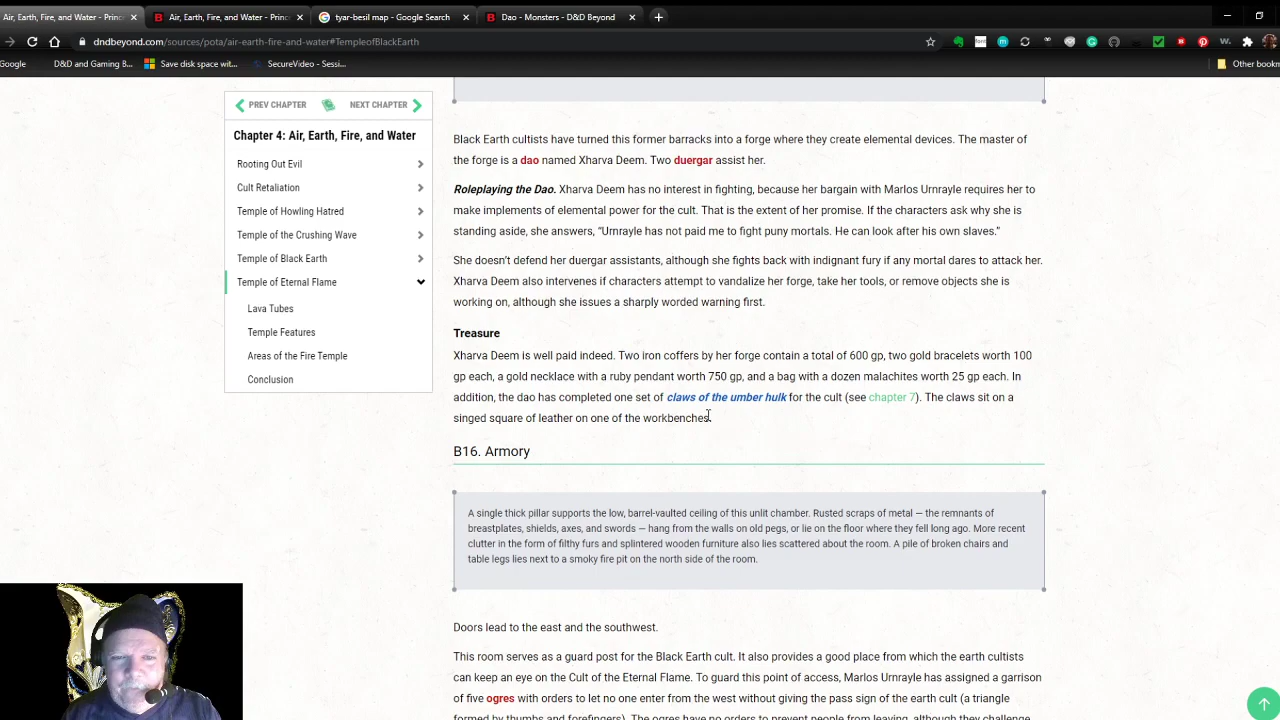 Air, Earth, Fire, and Water - Princ
Air, Earth, Fire, and Water - Princ
tyar-besil map - Google Search
Dao - Monsters - D&D Beyond
dndbeyond.com/sources/pota/air-earth-fire-and-water#TempleofBlackEarth
Google
D&D and Gaming B...
Save disk space wit...
SecureVideo - Sessi...
Other bookm
PREV CHAPTER
NEXT CHAPTER
Chapter 4: Air, Earth, Fire, and Water
Rooting Out Evil
Cult Retaliation
Temple of Howling Hatred
Temple of the Crushing Wave
Temple of Black Earth
Temple of Eternal Flame
Lava Tubes
Temple Features
Areas of the Fire Temple
Conclusion
Black Earth cultists have turned this former barracks into a forge where they create elemental devices. The master of
the forge is a dao named Xharva Deem. Two duergar assist her.
Roleplaying the Dao. Xharva Deem has no interest in fighting, because her bargain with Marlos Urnrayle requires her to
make implements of elemental power for the cult. That is the extent of her promise. If the characters ask why she is
standing aside, she answers, “Urnrayle has not paid me to fight puny mortals. He can look after his own slaves.”
She doesn’t defend her duergar assistants, although she fights back with indignant fury if any mortal dares to attack her.
Xharva Deem also intervenes if characters attempt to vandalize her forge, take her tools, or remove objects she is
working on, although she issues a sharply worded warning first.
Treasure
Xharva Deem is well paid indeed. Two iron coffers by her forge contain a total of 600 gp, two gold bracelets worth 100
gp each, a gold necklace with a ruby pendant worth 750 gp, and a bag with a dozen malachites worth 25 gp each. In
addition, the dao has completed one set of claws of the umber hulk for the cult (see chapter 7). The claws sit on a
singed square of leather on one of the workbenches.
B16. Armory
A single thick pillar supports the low, barrel-vaulted ceiling of this unlit chamber. Rusted scraps of metal — the remnants of
breastplates, shields, axes, and swords — hang from the walls on old pegs, or lie on the floor where they fell long ago. More recent
clutter in the form of filthy furs and splintered wooden furniture also lies scattered about the room. A pile of broken chairs and
table legs lies next to a smoky fire pit on the north side of the room.
Doors lead to the east and the southwest.
This room serves as a guard post for the Black Earth cult. It also provides a good place from which the earth cultists
can keep an eye on the Cult of the Eternal Flame. To guard this point of access, Marlos Urnrayle has assigned a garrison
of five ogres with orders to let no one enter from the west without giving the pass sign of the earth cult (a triangle
formed by thumbs and forefingers). The ogres have no orders to prevent people from leaving, although they challenge